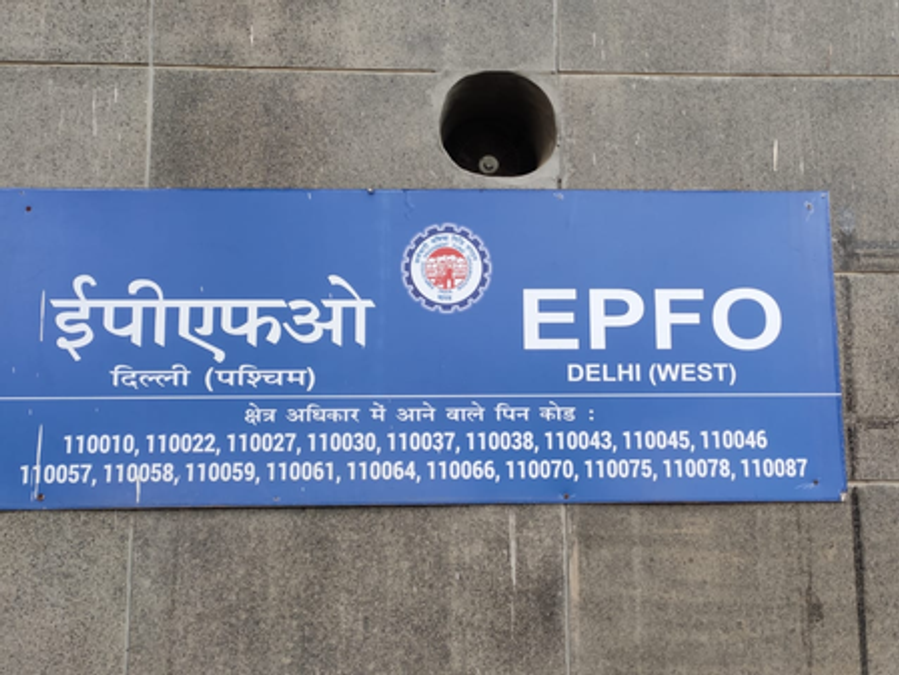 ईपीएफओ
दिल्ली (पश्चिम)
EPFO
DELHI (WEST)
क्षेत्र अधिकार में आने वाले पिन कोड :
110010, 110022, 110027, 110030, 110037, 110038, 110043, 110045, 110046
110057, 110058, 110059, 110061, 110064, 110066, 110070, 110075, 110078, 110087